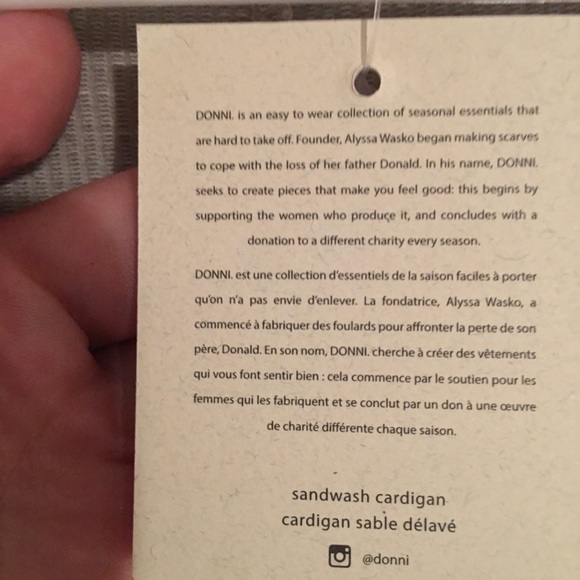 DONNI. is an easy to wear collection of seasonal essentials that
are hard to take off. Founder, Alyssa Wasko began making scarves
to cope with the loss of her father Donald. In his name, DONNI.
seeks to create pieces that make you feel good: this begins by
supporting the women who produce it, and concludes with a
donation to a different charity every season.
DONNI. est une collection d'essentiels de la saison faciles à porter
qu'on n'a pas envie d'enlever. La fondatrice, Alyssa Wasko, a
commencé à fabriquer des foulards pour affronter la perte de son
père, Donald. En son nom, DONNI. cherche à créer des vêtements
qui vous font sentir bien : cela commence par le soutien pour les
femmes qui les fabriquent et se conclut par un don à une œuvre
de charité différente chaque saison.
sandwash cardigan
cardigan sable délavé
@donni